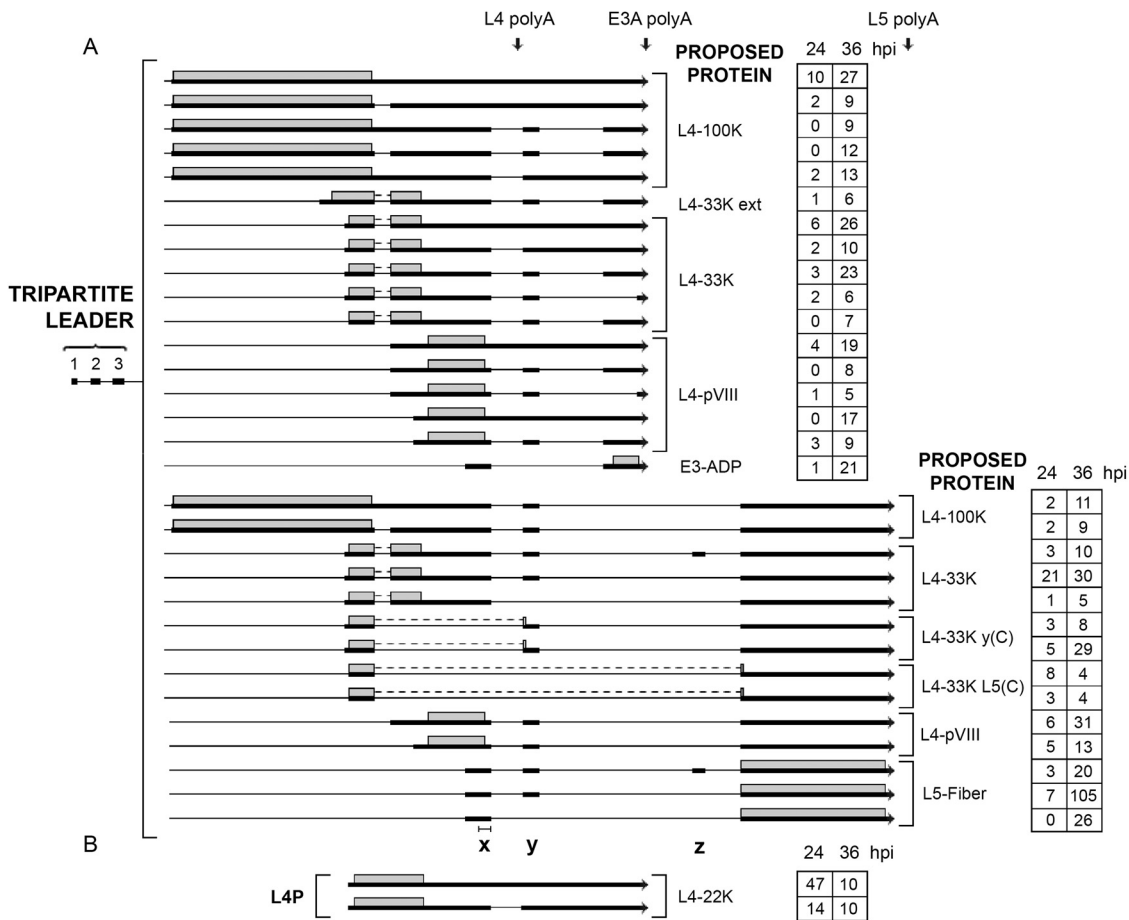 L4 polyA E3A polyA L5 polyA
A
PROPOSED PROTEIN 24 36 hpi
10 27
2 9
L4-100K 0 9
0 12
2 13
L4-33K ext 1 6
6 26
2 10
L4-33K 3 23
2 6
0 7
4 19
0 8
L4-pVIII 1 5
0 17
3 9
E3-ADP 1 21
TRIPARTITE LEADER
1 2 3
PROPOSED PROTEIN 24 36 hpi
L4-100K 2 11
2 9
3 10
L4-33K 21 30
1 5
L4-33K y(C) 3 8
5 29
L4-33K L5(C) 8 4
3 4
L4-pVIII 6 31
5 13
3 20
L5-Fiber 7 105
0 26
x y z
B
24 36 hpi
L4P L4-22K 47 10
14 10